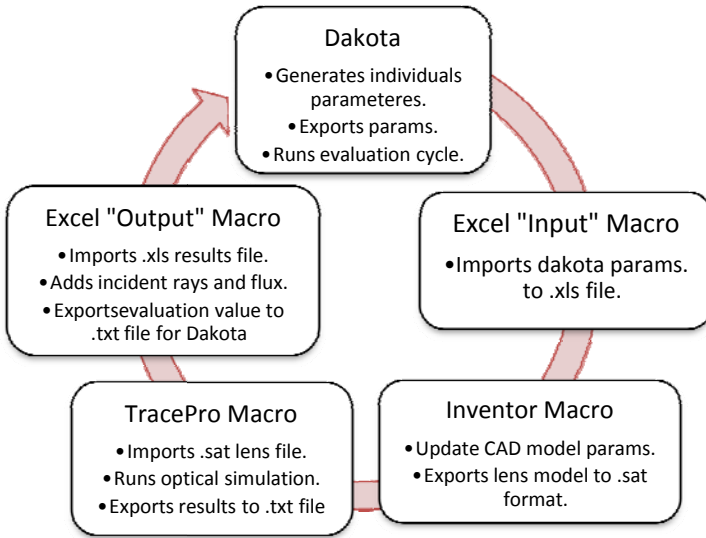 Dakota
•Generates individuals
parameteres.
•Exports params.
•Runs evaluation cycle.
Excel "Input" Macro
•Imports dakota params.
to .xls file.
Inventor Macro
•Update CAD model params.
•Exports lens model to .sat
format.
TracePro Macro
•Imports .sat lens file.
•Runs optical simulation.
•Exports results to .txt file
Excel "Output" Macro
•Imports .xls results file.
•Adds incident rays and flux.
•Exportsevaluation value to
.txt file for Dakota